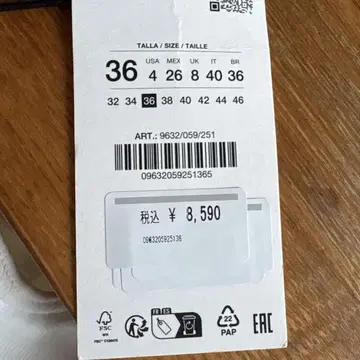 TALLA / SIZE / TAILLE
USA MEX UK IT BR
36 4 26 8 40 36
32 34 36 38 40 42 44 46
ART.: 9632/059/251
09632059251365
税込 ¥ 8,590
0963205925136
FSC
22
PAP
EAC